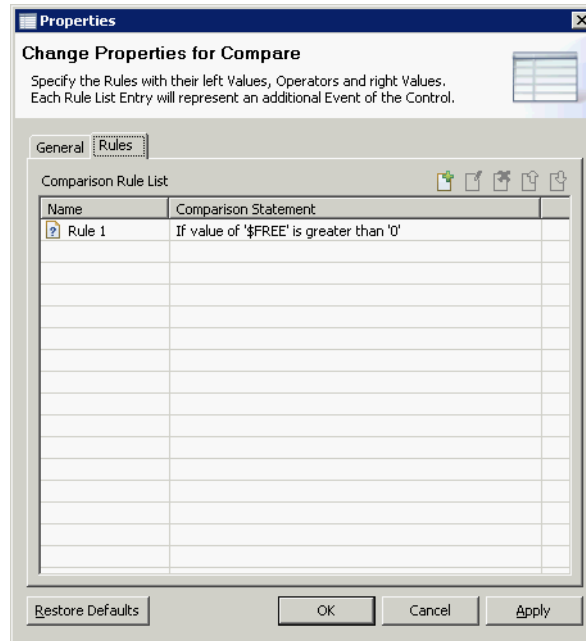 Properties
Change Properties for Compare
Specify the Rules with their left Values, Operators and right Values.
Each Rule List Entry will represent an additional Event of the Control.
General Rules
Comparison Rule List
Name Comparison Statement
Rule 1 If value of '$FREE' is greater than '0'
Restore Defaults OK Cancel Apply